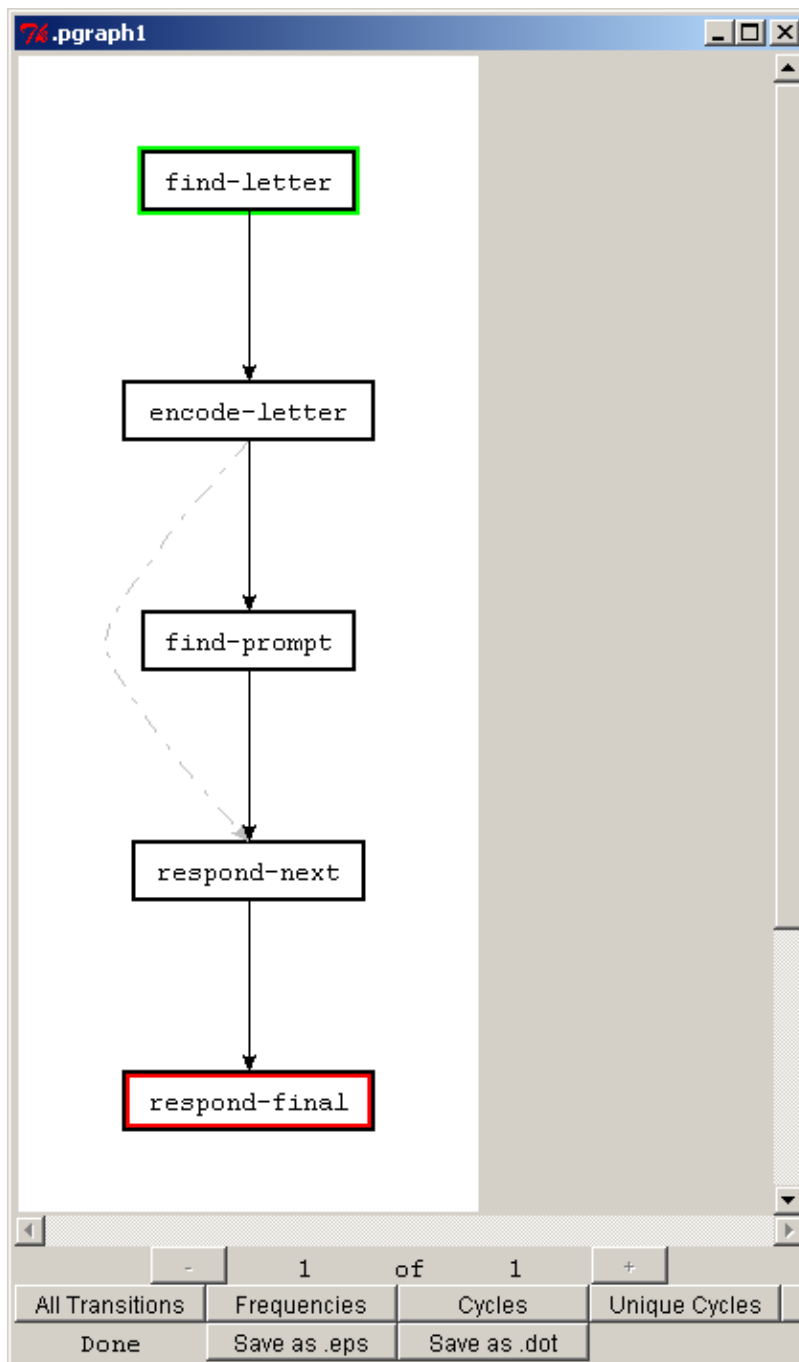 .pgraph1
find-letter
encode-letter
find-prompt
respond-next
respond-final
- 1 of 1 +
All Transitions Frequencies Cycles Unique Cycles
Done Save as .eps Save as .dot